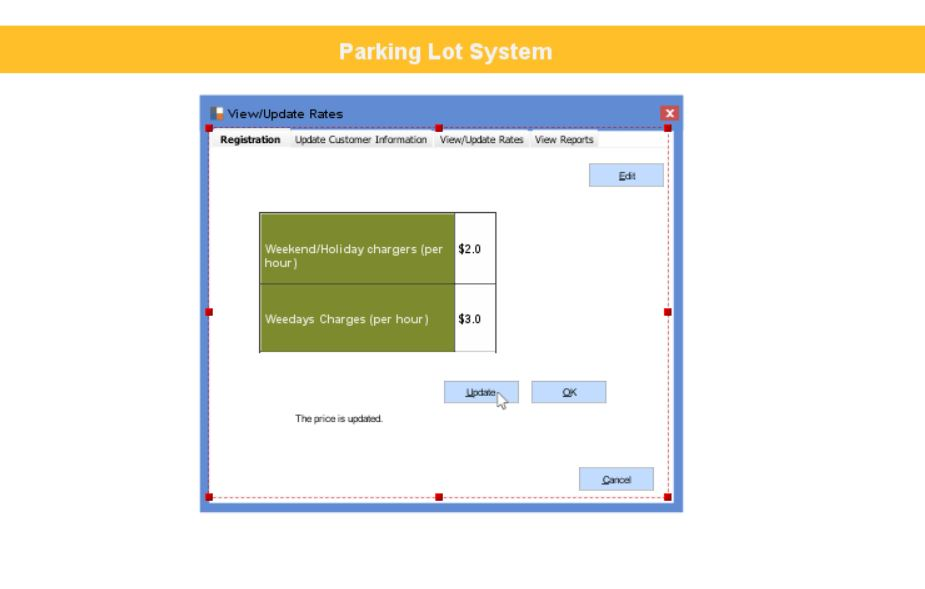 Parking Lot System
View/Update Rates
Registration Update Customer Information View/Update Rates View Reports
Edit
Weekend/Holiday chargers (per
hour)
$2.0
Weedays Charges (per hour)
$3.0
Update OK
The price is updated.
Cancel